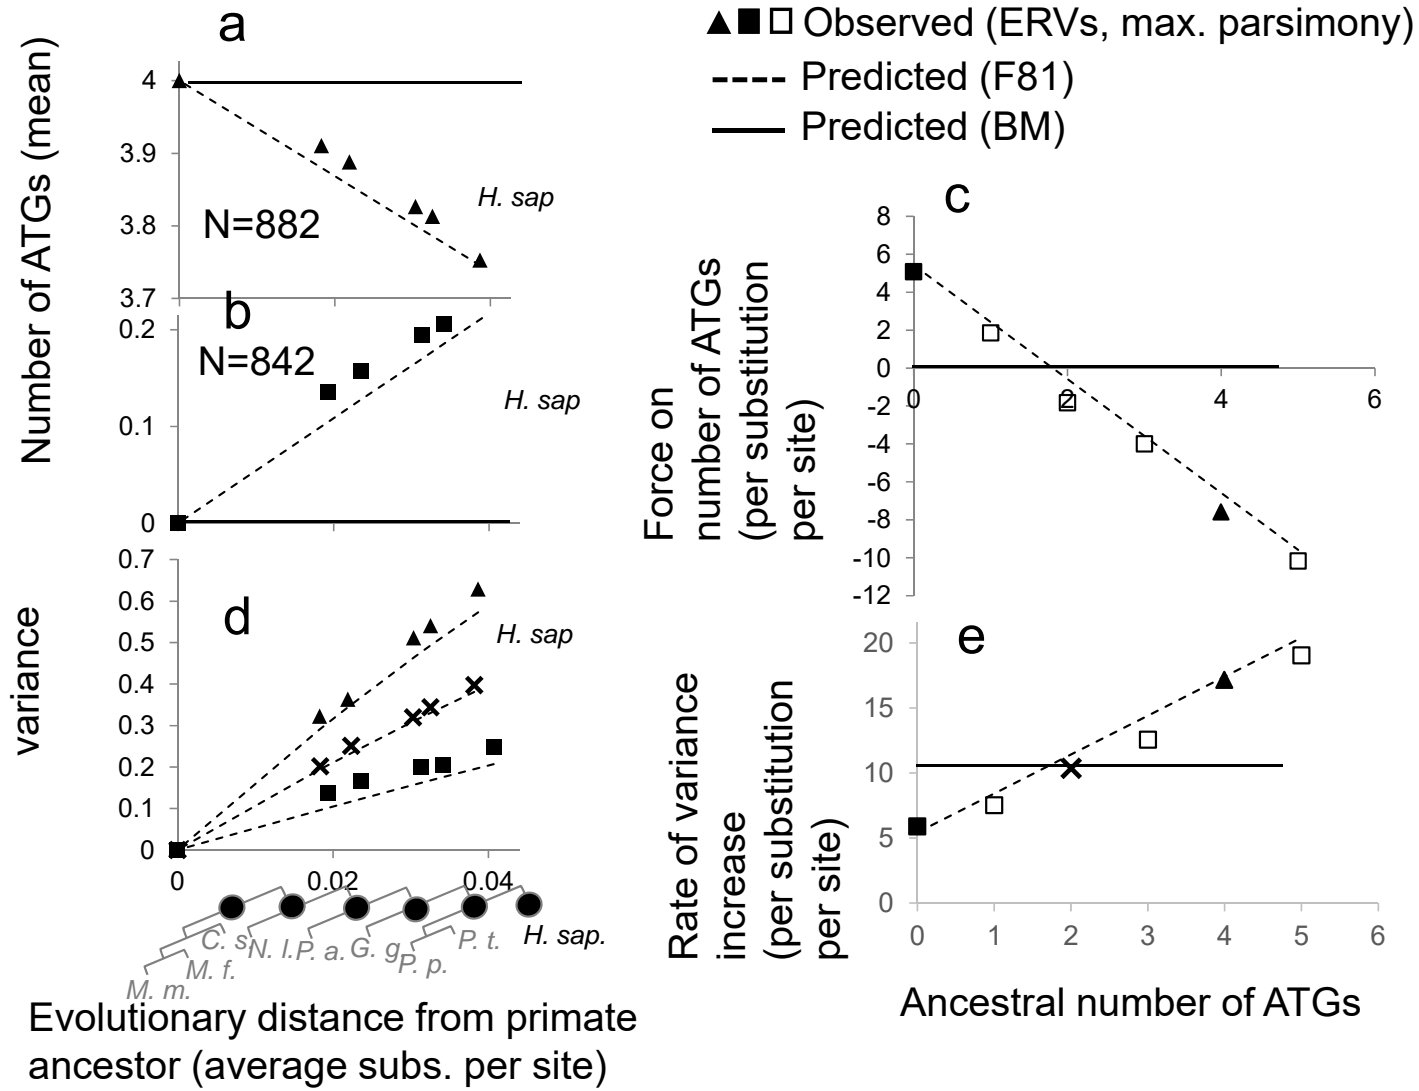 a
Observed (ERVs, max. parsimony)
Predicted (F81)
Predicted (BM)
Number of ATGs (mean)
4
3.9
3.8
3.7
N=882
H. sap
b
0.2
0.1
0
N=842
H. sap
variance
0.7
0.6
0.5
0.4
0.3
0.2
0.1
0
d
H. sap
0
0.02
0.04
C. s.
N. l.
P. a.
G. g.
P. t.
H. sap.
M. f.
P. p.
M. m.
Evolutionary distance from primate
ancestor (average subs. per site)
c
Force on
number of ATGs
(per substitution
per site)
8
6
4
2
0
-2
-4
-6
-8
-10
-12
0
2
4
6
e
Rate of variance
increase
(per substitution
per site)
20
15
10
5
0
0
1
2
3
4
5
6
Ancestral number of ATGs